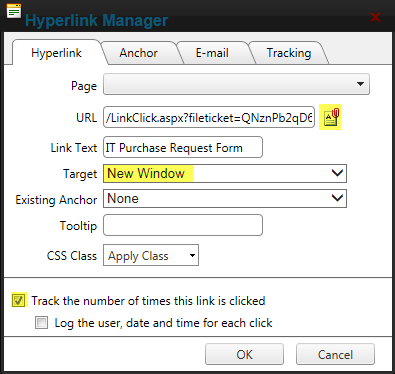 Hyperlink Manager
Hyperlink Anchor E-mail Tracking
Page
URL /LinkClick.aspx?fileticket=QNznPb2qD6
Link Text IT Purchase Request Form
Target New Window
Existing Anchor None
Tooltip
CSS Class Apply Class
Track the number of times this link is clicked
Log the user, date and time for each click
OK Cancel